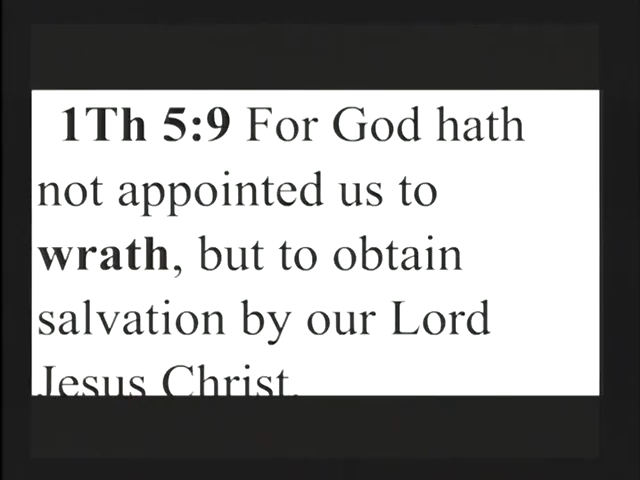 1Th 5:9 For God hath
not appointed us to
wrath, but to obtain
salvation by our Lord
Jesus Christ.